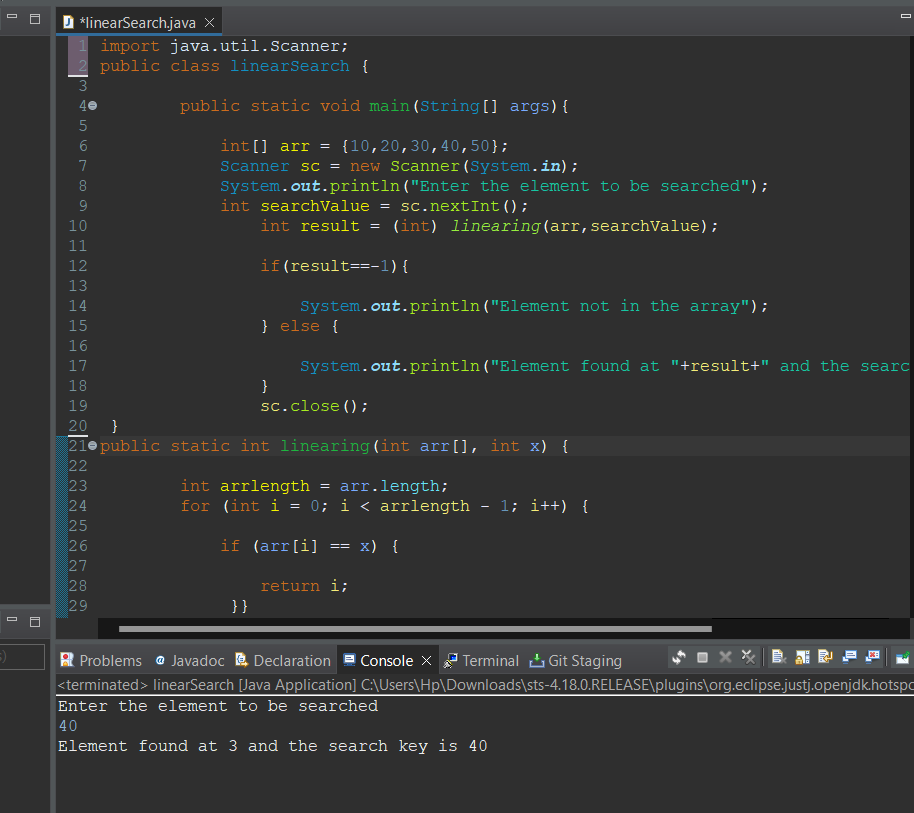 *linearSearch.java
1 import java.util.Scanner;
2 public class linearSearch {
3
4 public static void main(String[] args){
5
6 int[] arr = {10,20,30,40,50};
7 Scanner sc = new Scanner(System.in);
8 System.out.println("Enter the element to be searched");
9 int searchValue = sc.nextInt();
10 int result = (int) linearing(arr,searchValue);
11
12 if(result==-1){
13
14 System.out.println("Element not in the array");
15 } else {
16
17 System.out.println("Element found at "+result+" and the searc
18 }
19 sc.close();
20 }
21 public static int linearing(int arr[], int x) {
22
23 int arrlength = arr.length;
24 for (int i = 0; i < arrlength - 1; i++) {
25
26 if (arr[i] == x) {
27
28 return i;
29 }}
Problems @ Javadoc Declaration Console Terminal Git Staging
<terminated> linearSearch [Java Application] C:\Users\Hp\Downloads\sts-4.18.0.RELEASE\plugins\org.eclipse.justj.openjdk.hotspo
Enter the element to be searched
40
Element found at 3 and the search key is 40